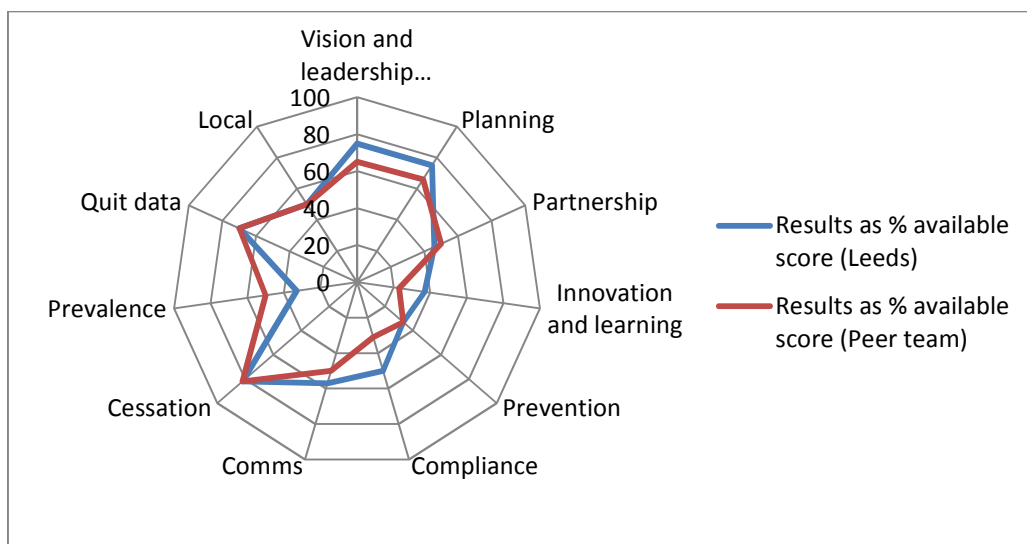 Vision and
leadership...
100
80
60
40
20
0
Planning
Partnership
Innovation
and learning
Prevention
Compliance
Comms
Cessation
Prevalence
Quit data
Local
Results as % available
score (Leeds)
Results as % available
score (Peer team)